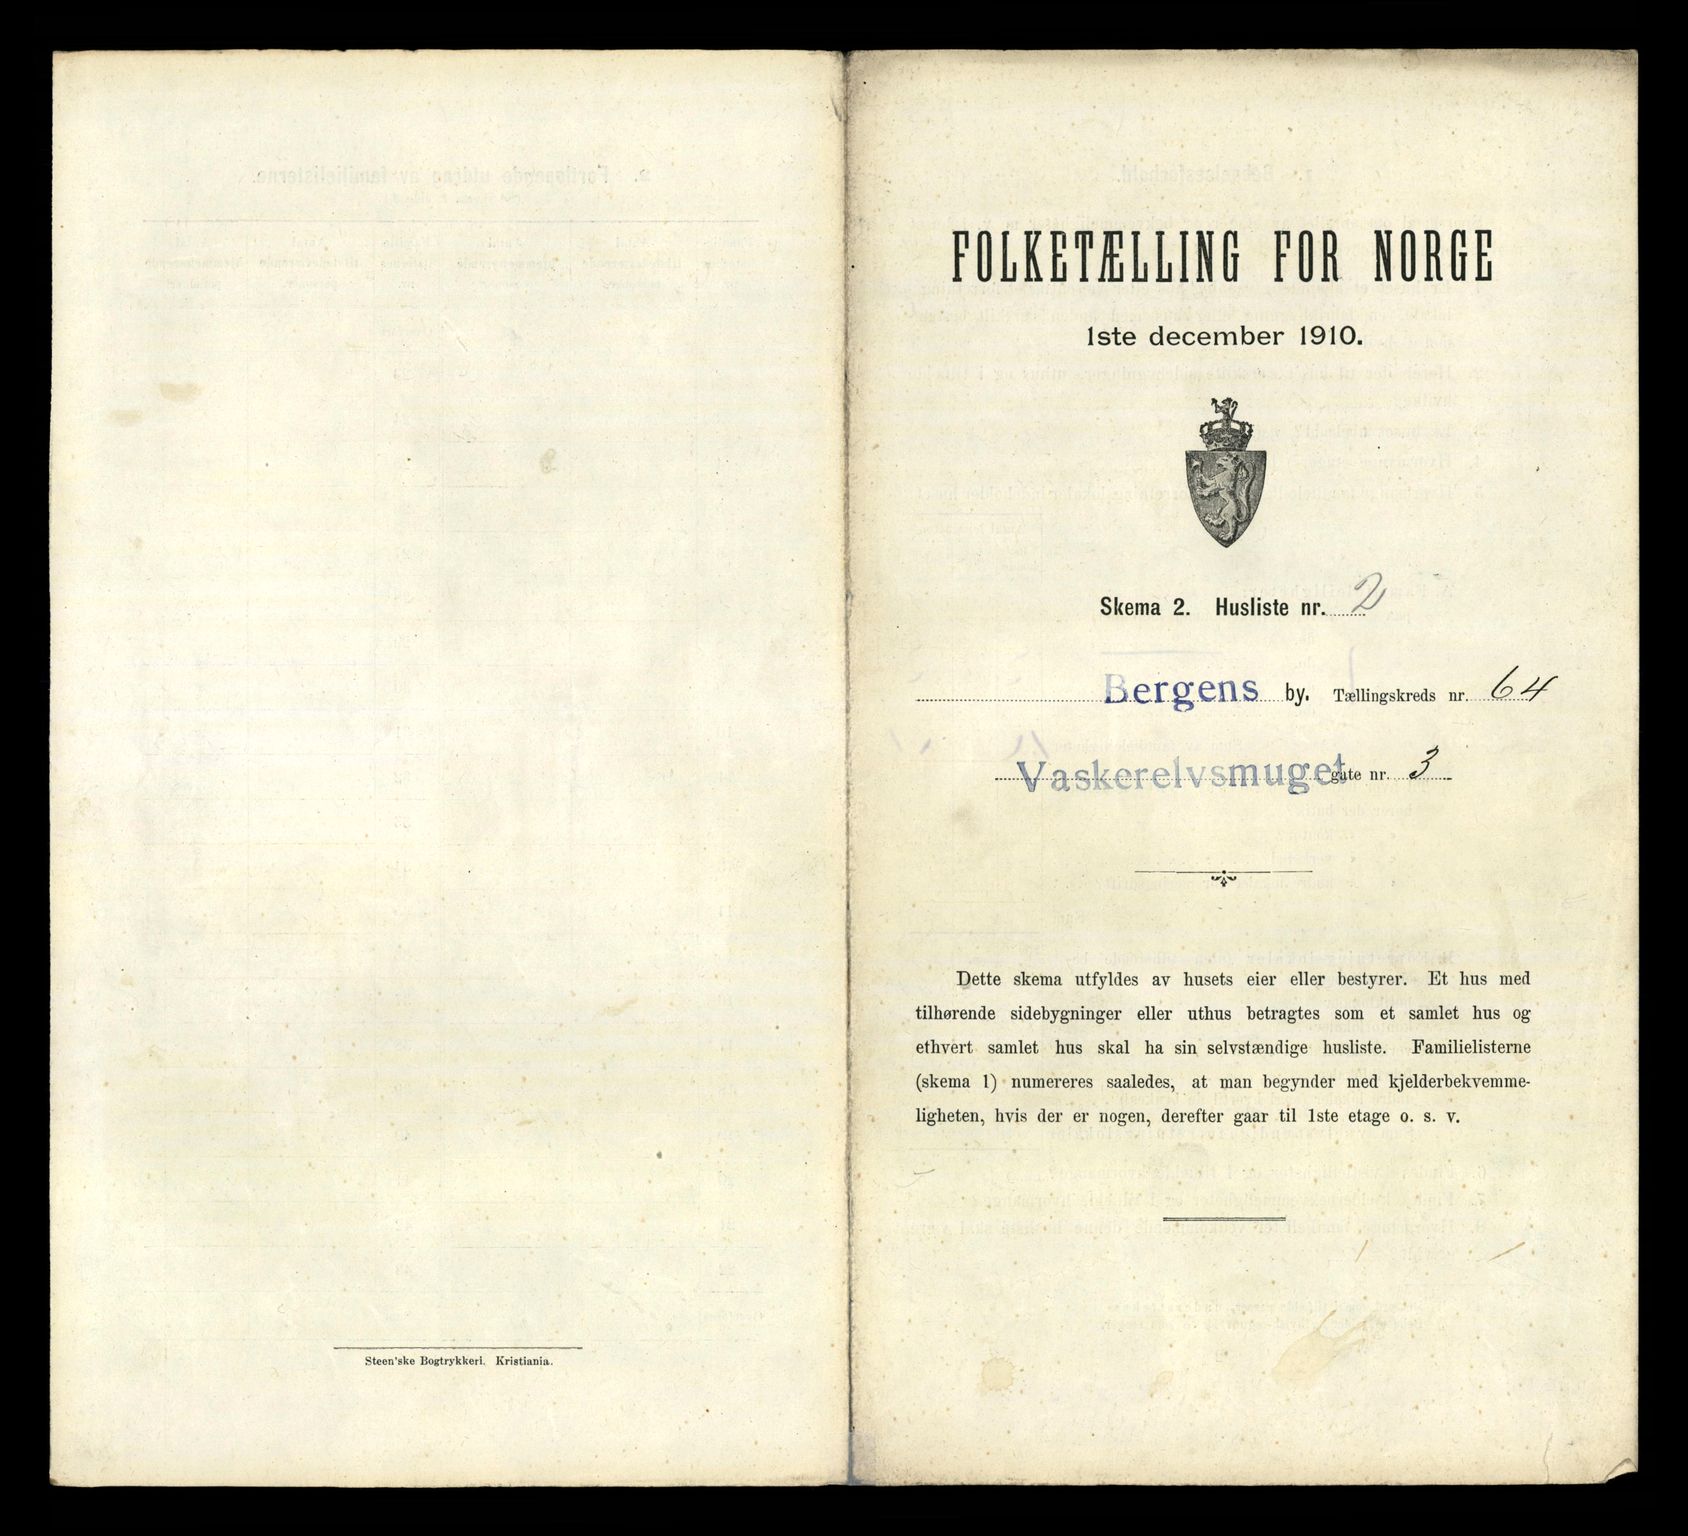 Steen'ske Bogtrykkeri. Kristiania.
FOLKETÆLLING FOR NORGE
1ste december 1910.
Skema 2. Husliste nr. 2
Bergens by. Tællingskreds nr. 64
Vaskerelvsmuget gate nr. 3
Dette skema utfyldes av husets eier eller bestyrer. Et hus med
tilhørende sidebygninger eller uthus betragtes som et samlet hus og
ethvert samlet hus skal ha sin selvstændige husliste. Familielisterne
(skema 1) numereres saaledes, at man begynder med kjelderbekvemme-
ligheten, hvis der er nogen, derefter gaar til 1ste etage o. s. v.